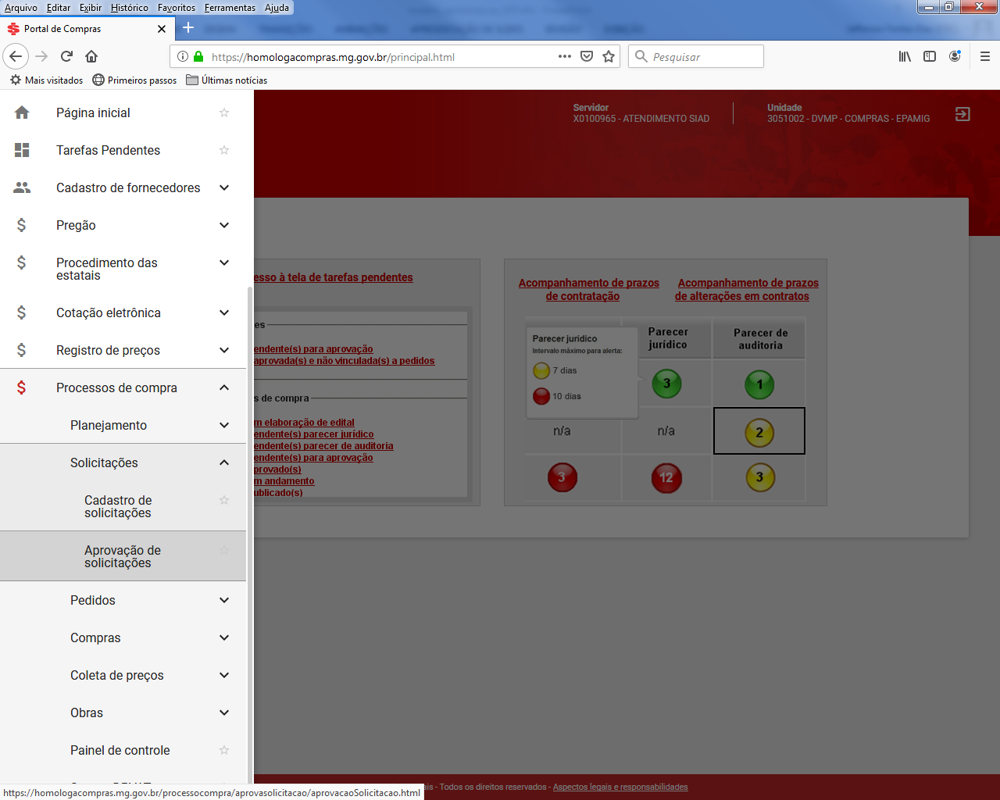 Arquivo Editar Exibir Histórico Favoritos Ferramentas Ajuda
Portal de Compras
https://homologacompras.mg.gov.br/principal.html
Pesquisar
Mais visitados Primeiros passos Últimas notícias
Servidor
X0100965 - ATENDIMENTO SIAD
Unidade
3051002 - DVMP - COMPRAS - EPAMIG
Página inicial
Tarefas Pendentes
Cadastro de fornecedores
Pregão
Procedimento das
estatais
Cotação eletrônica
Registro de preços
Processos de compra
Planejamento
Solicitações
Cadastro de
solicitações
Aprovação de
solicitações
Pedidos
Compras
Coleta de preços
Obras
Painel de controle
esso à tela de tarefas pendentes
es
endente(s) para aprovação
aprovada(s) e não vinculada(s) a pedidos
s de compra
m elaboração de edital
endente(s) parecer jurídico
endente(s) parecer de auditoria
endente(s) para aprovação
provado(s)
m andamento
ublicado(s)
Acompanhamento de prazos
de contratação
Acompanhamento de prazos
de alterações em contratos
Parecer
jurídico
Parecer de
auditoria
Parecer jurídico
Intervalo máximo para alerta:
7 dias
10 dias
3 1
n/a n/a 2
3 12 3
ais - Todos os direitos reservados - Aspectos legais e responsabilidades
https://homologacompras.mg.gov.br/processocompra/aprovasolicitacao/aprovacaoSolicitacao.html